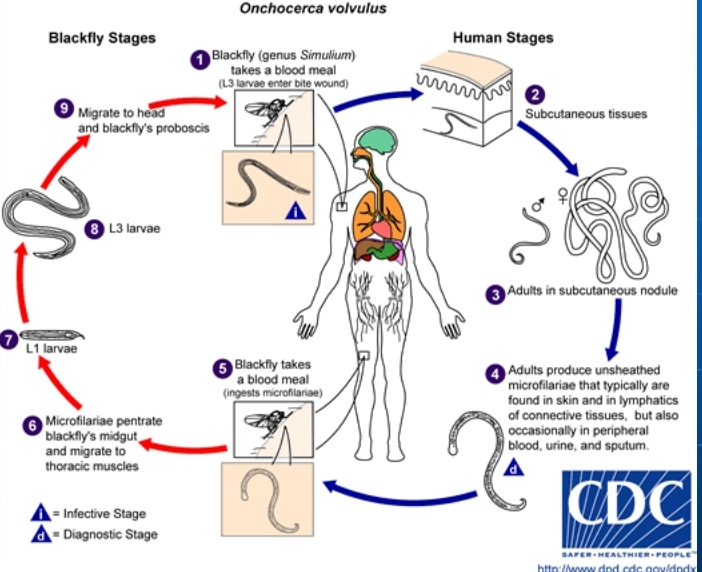 Onchocerca volvulus
Blackfly Stages
Human Stages
1 Blackfly (genus Simulium)
takes a blood meal
(L3 larvae enter bite wound)
9 Migrate to head
and blackfly's proboscis
2
Subcutaneous tissues
i
8 L3 larvae
♂
♀
3 Adults in subcutaneous nodule
7
L1 larvae
5 Blackfly takes
a blood meal
(ingests microfilariae)
4 Adults produce unsheathed
microfilariae that typically are
found in skin and in lymphatics
of connective tissues, but also
occasionally in peripheral
blood, urine, and sputum.
6 Microfilariae pentrate
blackfly's midgut
and migrate to
thoracic muscles
d
i = Infective Stage
d = Diagnostic Stage
CDC
SAFER • HEALTHIER • PEOPLE™
http://www.dpd.cdc.gov/dpdx